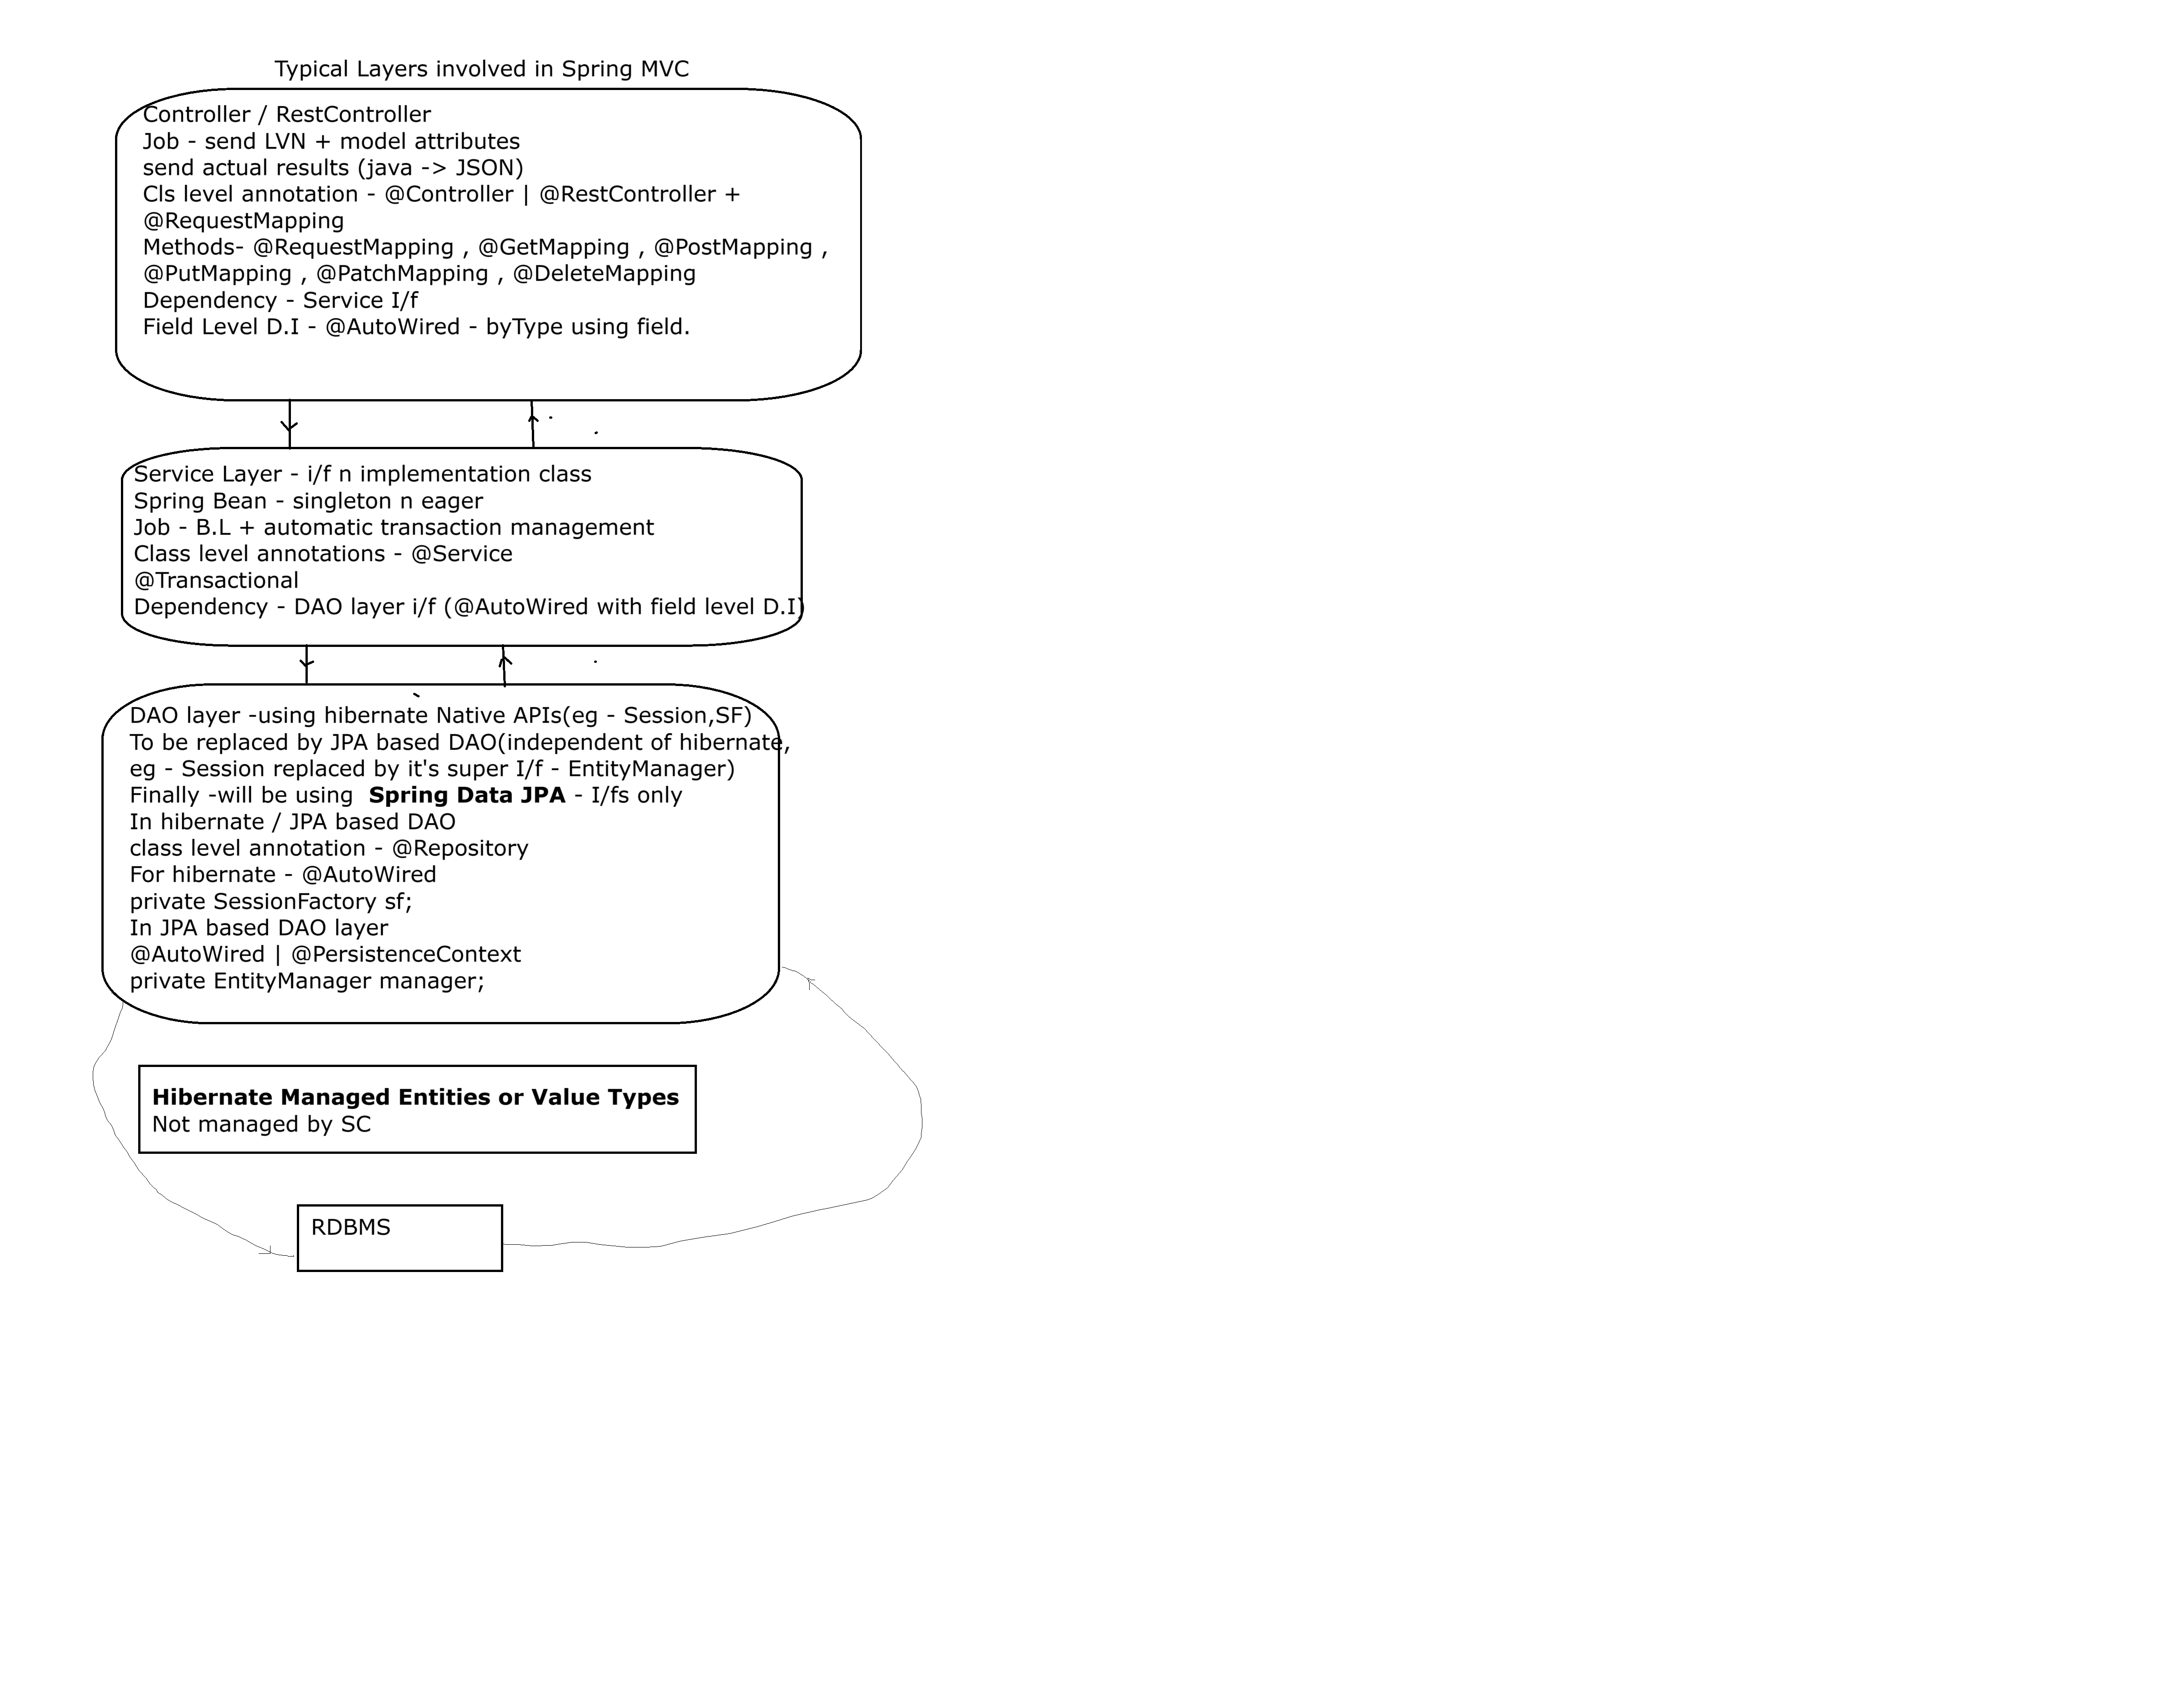 Typical Layers involved in Spring MVC
Controller / RestController
Job - send LVN + model attributes
send actual results (java -> JSON)
Cls level annotation - @Controller | @RestController +
@RequestMapping
Methods- @RequestMapping , @GetMapping , @PostMapping ,
@PutMapping , @PatchMapping , @DeleteMapping
Dependency - Service I/f
Field Level D.I - @AutoWired - byType using field.
Service Layer - i/f n implementation class
Spring Bean - singleton n eager
Job - B.L + automatic transaction management
Class level annotations - @Service
@Transactional
Dependency - DAO layer i/f (@AutoWired with field level D.I)
DAO layer -using hibernate Native APIs(eg - Session,SF)
To be replaced by JPA based DAO(independent of hibernate,
eg - Session replaced by it's super I/f - EntityManager)
Finally -will be using  Spring Data JPA - I/fs only
In hibernate / JPA based DAO
class level annotation - @Repository
For hibernate - @AutoWired
private SessionFactory sf;
In JPA based DAO layer
@AutoWired | @PersistenceContext
private EntityManager manager;
Hibernate Managed Entities or Value Types
Not managed by SC
RDBMS